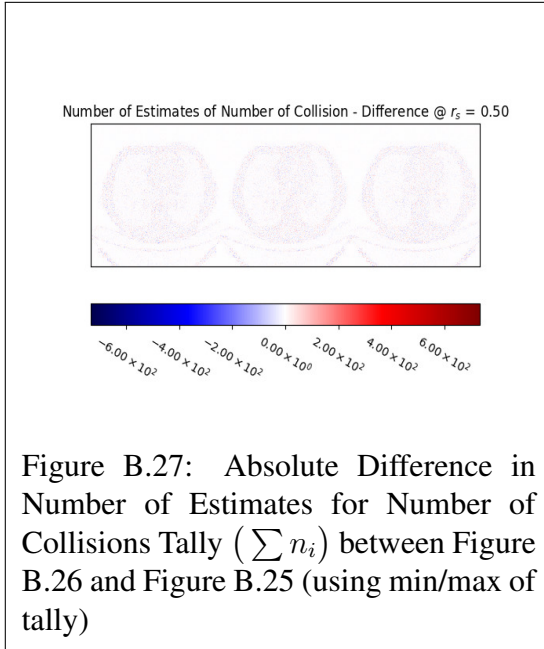 Number of Estimates of Number of Collision - Difference @ r_s = 0.50
−6.00 × 10²
−4.00 × 10²
−2.00 × 10²
0.00 × 10⁰
2.00 × 10²
4.00 × 10²
6.00 × 10²
Figure B.27: Absolute Difference in
Number of Estimates for Number of
Collisions Tally (∑ n_i) between Figure
B.26 and Figure B.25 (using min/max of
tally)